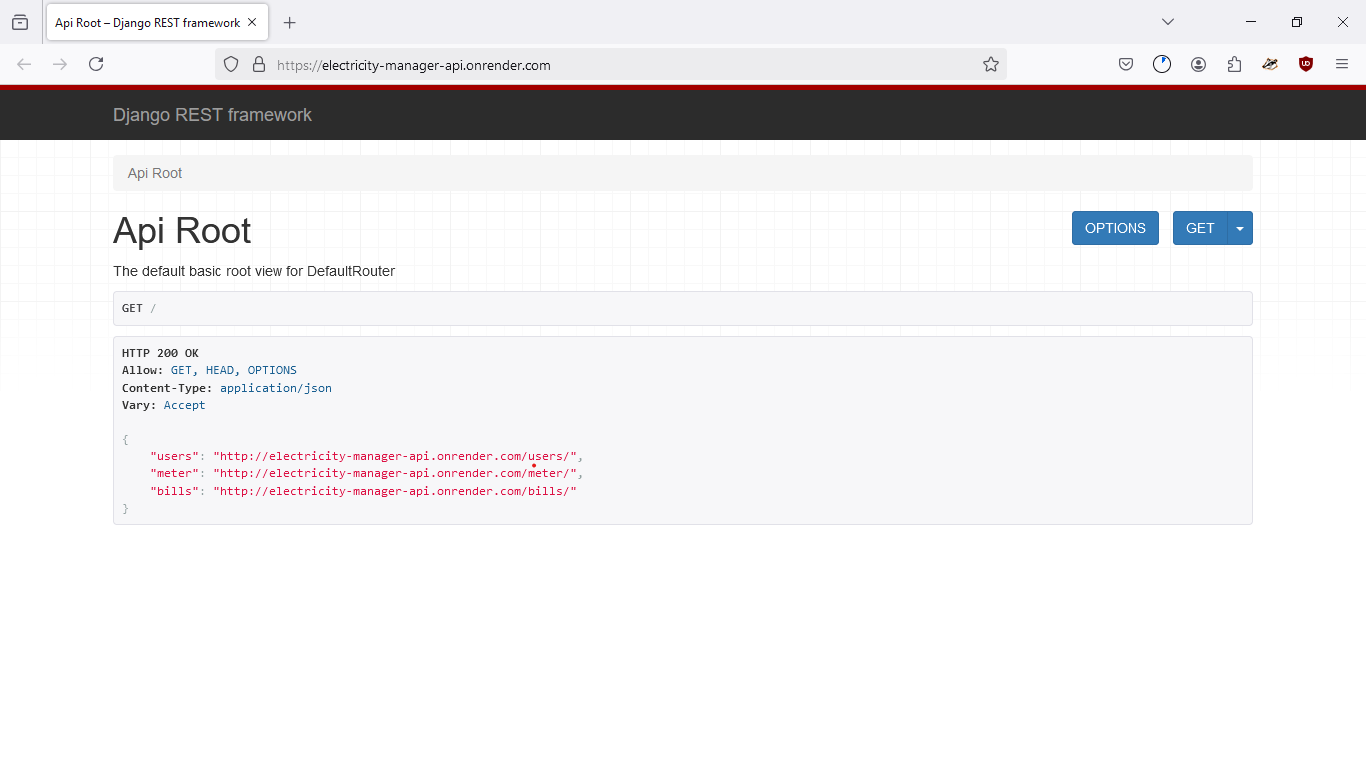 Api Root – Django REST framework
https://electricity-manager-api.onrender.com
Django REST framework
Api Root
Api Root
OPTIONS
GET
The default basic root view for DefaultRouter
GET /
HTTP 200 OK
Allow: GET, HEAD, OPTIONS
Content-Type: application/json
Vary: Accept
{
    "users": "http://electricity-manager-api.onrender.com/users/",
    "meter": "http://electricity-manager-api.onrender.com/meter/",
    "bills": "http://electricity-manager-api.onrender.com/bills/"
}